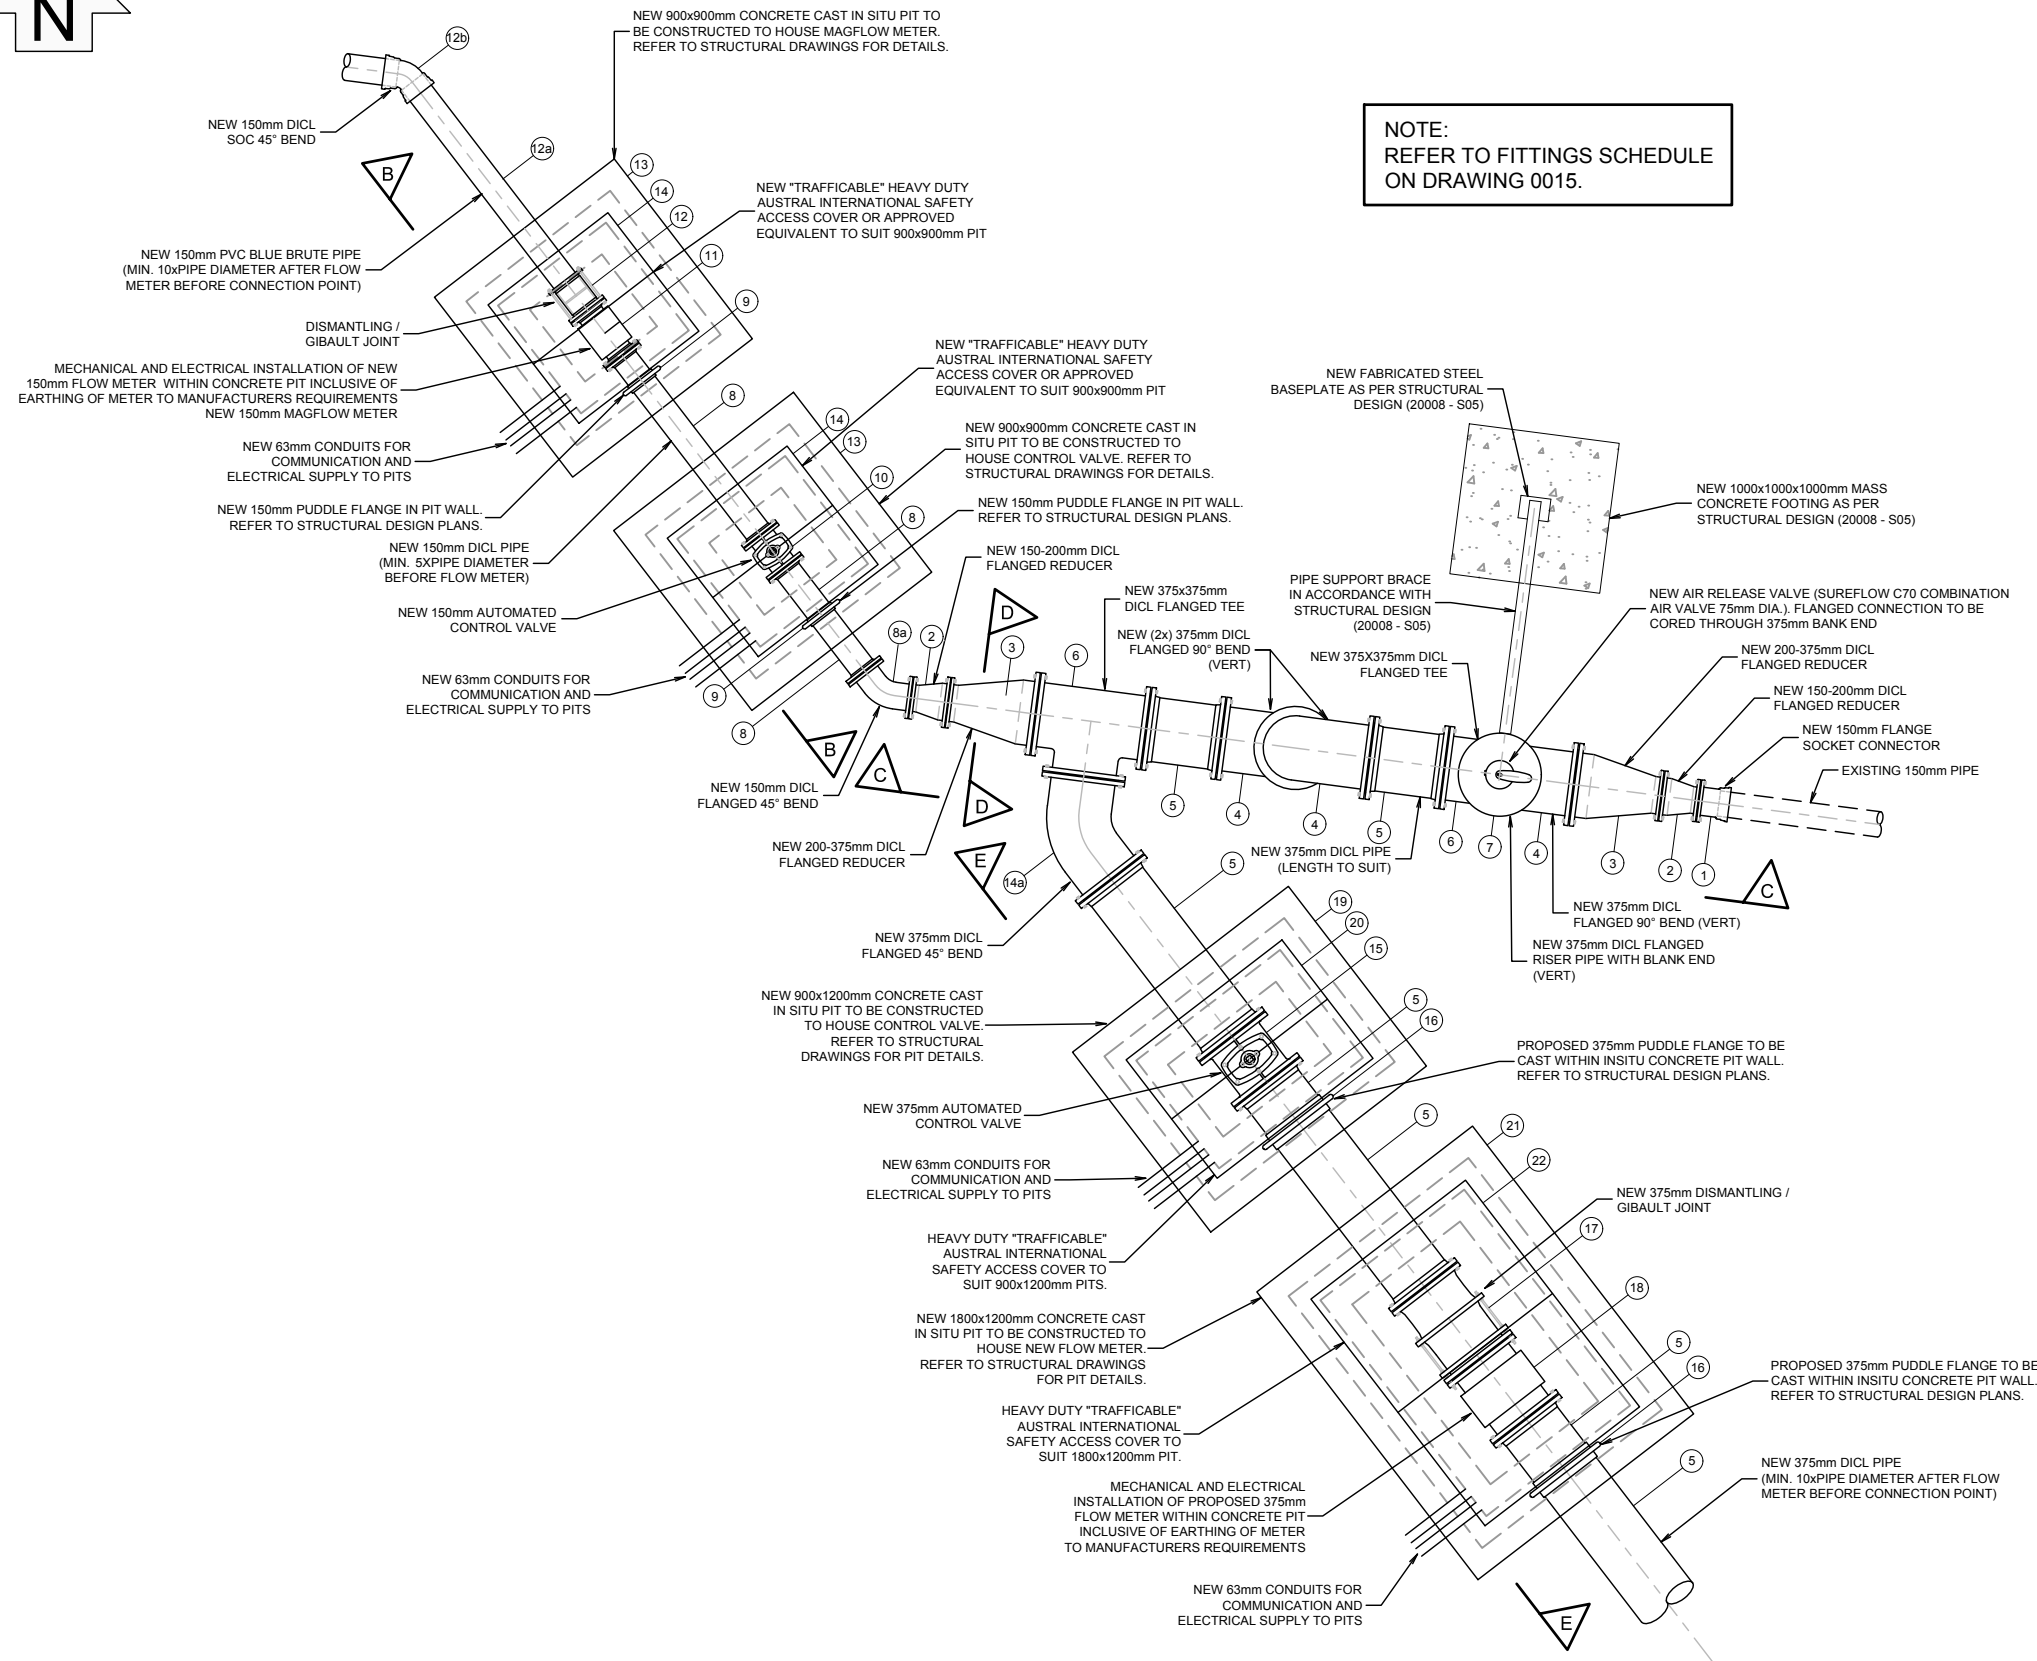 N
NEW 900x900mm CONCRETE CAST IN SITU PIT TO
BE CONSTRUCTED TO HOUSE MAGFLOW METER.
REFER TO STRUCTURAL DRAWINGS FOR DETAILS.
12b
NEW 150mm DICL
SOC 45° BEND
12a
B
13
14
12
11
9
NOTE:
REFER TO FITTINGS SCHEDULE
ON DRAWING 0015.
NEW "TRAFFICABLE" HEAVY DUTY
AUSTRAL INTERNATIONAL SAFETY
ACCESS COVER OR APPROVED
EQUIVALENT TO SUIT 900x900mm PIT
NEW 150mm PVC BLUE BRUTE PIPE
(MIN. 10xPIPE DIAMETER AFTER FLOW
METER BEFORE CONNECTION POINT)
DISMANTLING /
GIBAULT JOINT
MECHANICAL AND ELECTRICAL INSTALLATION OF NEW
150mm FLOW METER WITHIN CONCRETE PIT INCLUSIVE OF
EARTHING OF METER TO MANUFACTURERS REQUIREMENTS
NEW 150mm MAGFLOW METER
NEW 63mm CONDUITS FOR
COMMUNICATION AND
ELECTRICAL SUPPLY TO PITS
NEW 150mm PUDDLE FLANGE IN PIT WALL.
REFER TO STRUCTURAL DESIGN PLANS.
NEW 150mm DICL PIPE
(MIN. 5XPIPE DIAMETER
BEFORE FLOW METER)
NEW 150mm AUTOMATED
CONTROL VALVE
NEW 63mm CONDUITS FOR
COMMUNICATION AND
ELECTRICAL SUPPLY TO PITS
NEW "TRAFFICABLE" HEAVY DUTY
AUSTRAL INTERNATIONAL SAFETY
ACCESS COVER OR APPROVED
EQUIVALENT TO SUIT 900x900mm PIT
8
14
13
10
8
NEW 900x900mm CONCRETE CAST IN
SITU PIT TO BE CONSTRUCTED TO
HOUSE CONTROL VALVE. REFER TO
STRUCTURAL DRAWINGS FOR DETAILS.
NEW 150mm PUDDLE FLANGE IN PIT WALL.
REFER TO STRUCTURAL DESIGN PLANS.
NEW 150-200mm DICL
FLANGED REDUCER
9
8
8a
2
3
D
6
B
C
D
E
NEW 150mm DICL
FLANGED 45° BEND
NEW 200-375mm DICL
FLANGED REDUCER
NEW 375x375mm
DICL FLANGED TEE
NEW (2x) 375mm DICL
FLANGED 90° BEND
(VERT)
NEW FABRICATED STEEL
BASEPLATE AS PER STRUCTURAL
DESIGN (20008 - S05)
NEW 1000x1000x1000mm MASS
CONCRETE FOOTING AS PER
STRUCTURAL DESIGN (20008 - S05)
PIPE SUPPORT BRACE
IN ACCORDANCE WITH
STRUCTURAL DESIGN
(20008 - S05)
NEW 375X375mm DICL
FLANGED TEE
NEW AIR RELEASE VALVE (SUREFLOW C70 COMBINATION
AIR VALVE 75mm DIA.). FLANGED CONNECTION TO BE
CORED THROUGH 375mm BANK END
NEW 200-375mm DICL
FLANGED REDUCER
NEW 150-200mm DICL
FLANGED REDUCER
NEW 150mm FLANGE
SOCKET CONNECTOR
EXISTING 150mm PIPE
5
4
4
5
6
7
4
3
2
1
C
NEW 375mm DICL PIPE
(LENGTH TO SUIT)
NEW 375mm DICL
FLANGED 90° BEND (VERT)
NEW 375mm DICL FLANGED
RISER PIPE WITH BLANK END
(VERT)
14a
5
19
20
15
5
16
NEW 375mm DICL
FLANGED 45° BEND
NEW 900x1200mm CONCRETE CAST
IN SITU PIT TO BE CONSTRUCTED
TO HOUSE CONTROL VALVE.
REFER TO STRUCTURAL
DRAWINGS FOR PIT DETAILS.
NEW 375mm AUTOMATED
CONTROL VALVE
NEW 63mm CONDUITS FOR
COMMUNICATION AND
ELECTRICAL SUPPLY TO PITS
PROPOSED 375mm PUDDLE FLANGE TO BE
CAST WITHIN INSITU CONCRETE PIT WALL.
REFER TO STRUCTURAL DESIGN PLANS.
5
21
22
NEW 375mm DISMANTLING /
GIBAULT JOINT
17
18
5
16
HEAVY DUTY "TRAFFICABLE"
AUSTRAL INTERNATIONAL
SAFETY ACCESS COVER TO
SUIT 900x1200mm PITS.
NEW 1800x1200mm CONCRETE CAST
IN SITU PIT TO BE CONSTRUCTED TO
HOUSE NEW FLOW METER.
REFER TO STRUCTURAL DRAWINGS
FOR PIT DETAILS.
HEAVY DUTY "TRAFFICABLE"
AUSTRAL INTERNATIONAL
SAFETY ACCESS COVER TO
SUIT 1800x1200mm PIT.
MECHANICAL AND ELECTRICAL
INSTALLATION OF PROPOSED 375mm
FLOW METER WITHIN CONCRETE PIT
INCLUSIVE OF EARTHING OF METER
TO MANUFACTURERS REQUIREMENTS
NEW 63mm CONDUITS FOR
COMMUNICATION AND
ELECTRICAL SUPPLY TO PITS
PROPOSED 375mm PUDDLE FLANGE TO BE
CAST WITHIN INSITU CONCRETE PIT WALL.
REFER TO STRUCTURAL DESIGN PLANS.
5
NEW 375mm DICL PIPE
(MIN. 10xPIPE DIAMETER AFTER FLOW
METER BEFORE CONNECTION POINT)
E